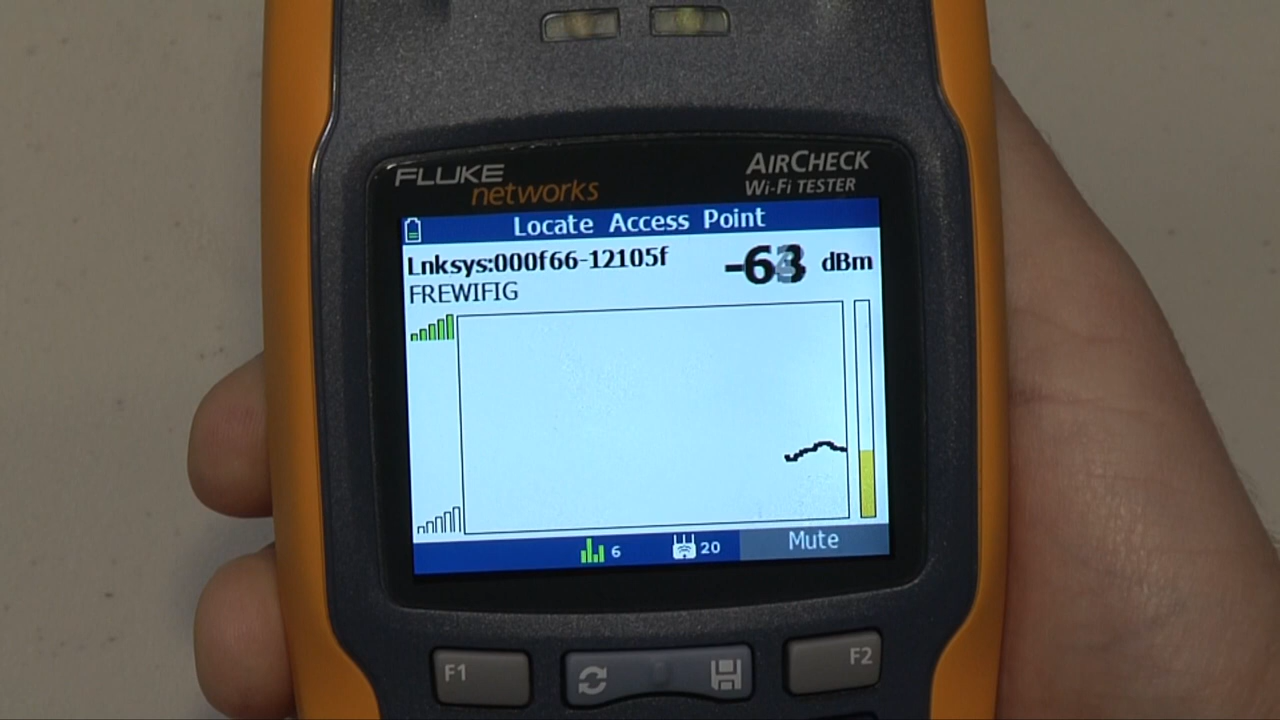 FLUKE
networks
AIRCHECK
WI-FI TESTER
Locate Access Point
Lnksys:000f66-12105f
dBm
FREWIFIG
6
20
Mute
F1
F2